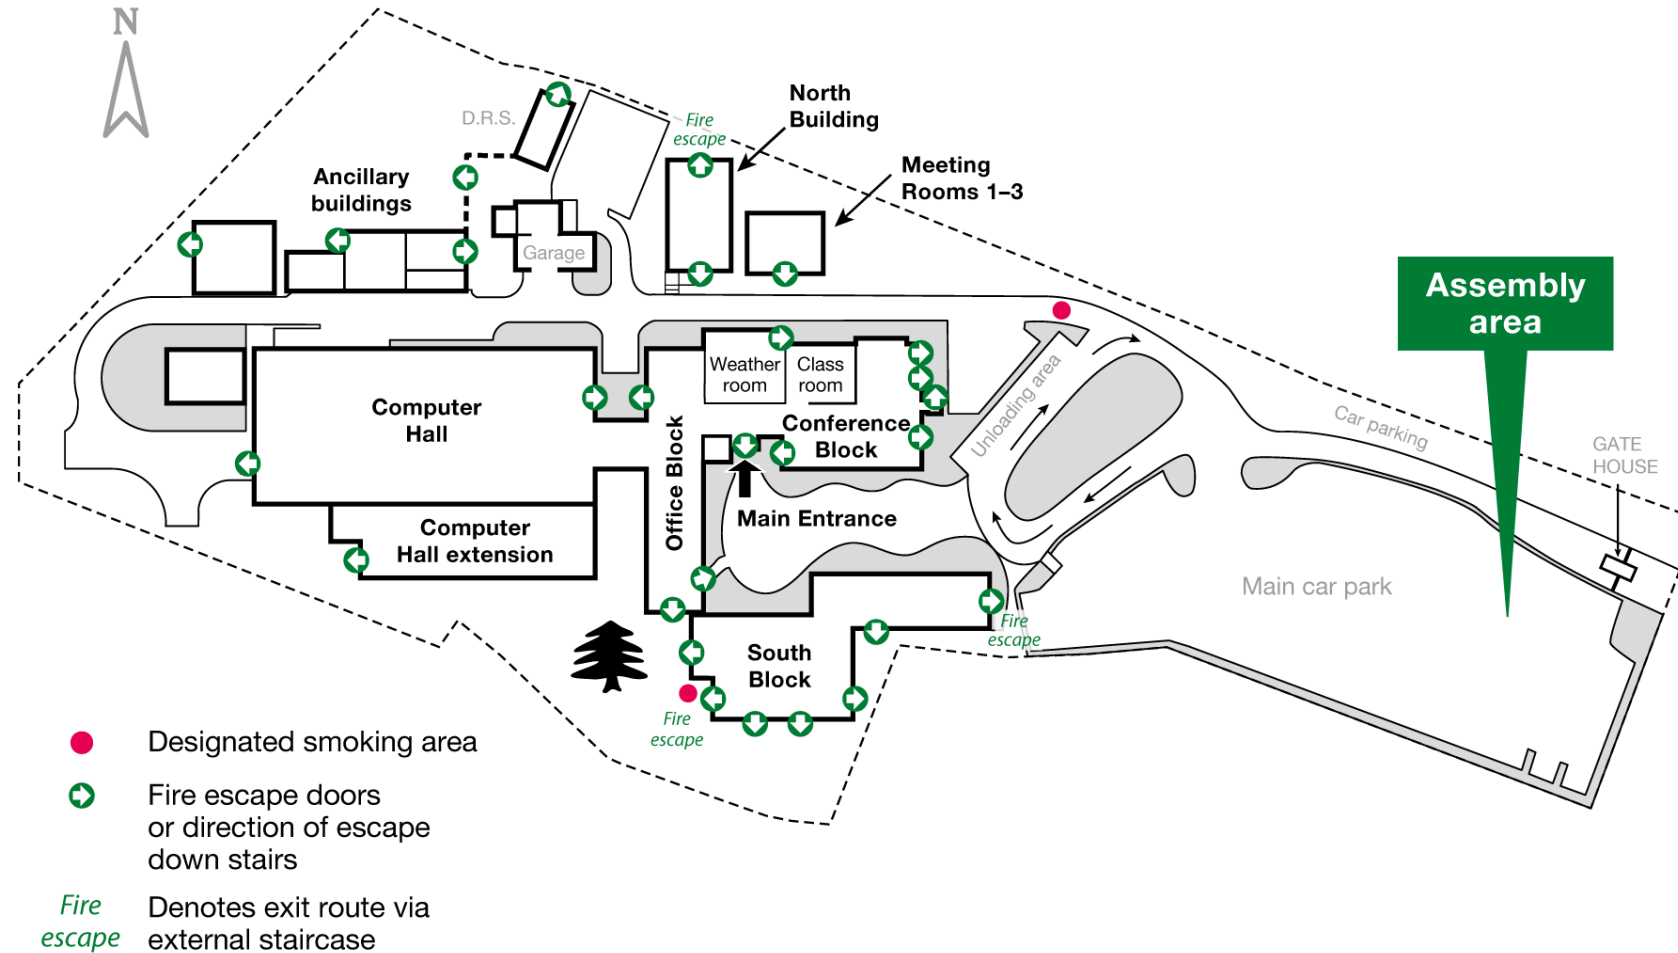 N
D.R.S.
Fire
escape
North
Building
Meeting
Rooms 1–3
Ancillary
buildings
Garage
Assembly
area
Weather
room
Class
room
Computer
Hall
Conference
Block
Office Block
Unloading area
Car parking
GATE
HOUSE
Main Entrance
Computer
Hall extension
Main car park
Fire
escape
South
Block
Fire
escape
Designated smoking area
Fire escape doors
or direction of escape
down stairs
Fire
escape
Denotes exit route via
external staircase